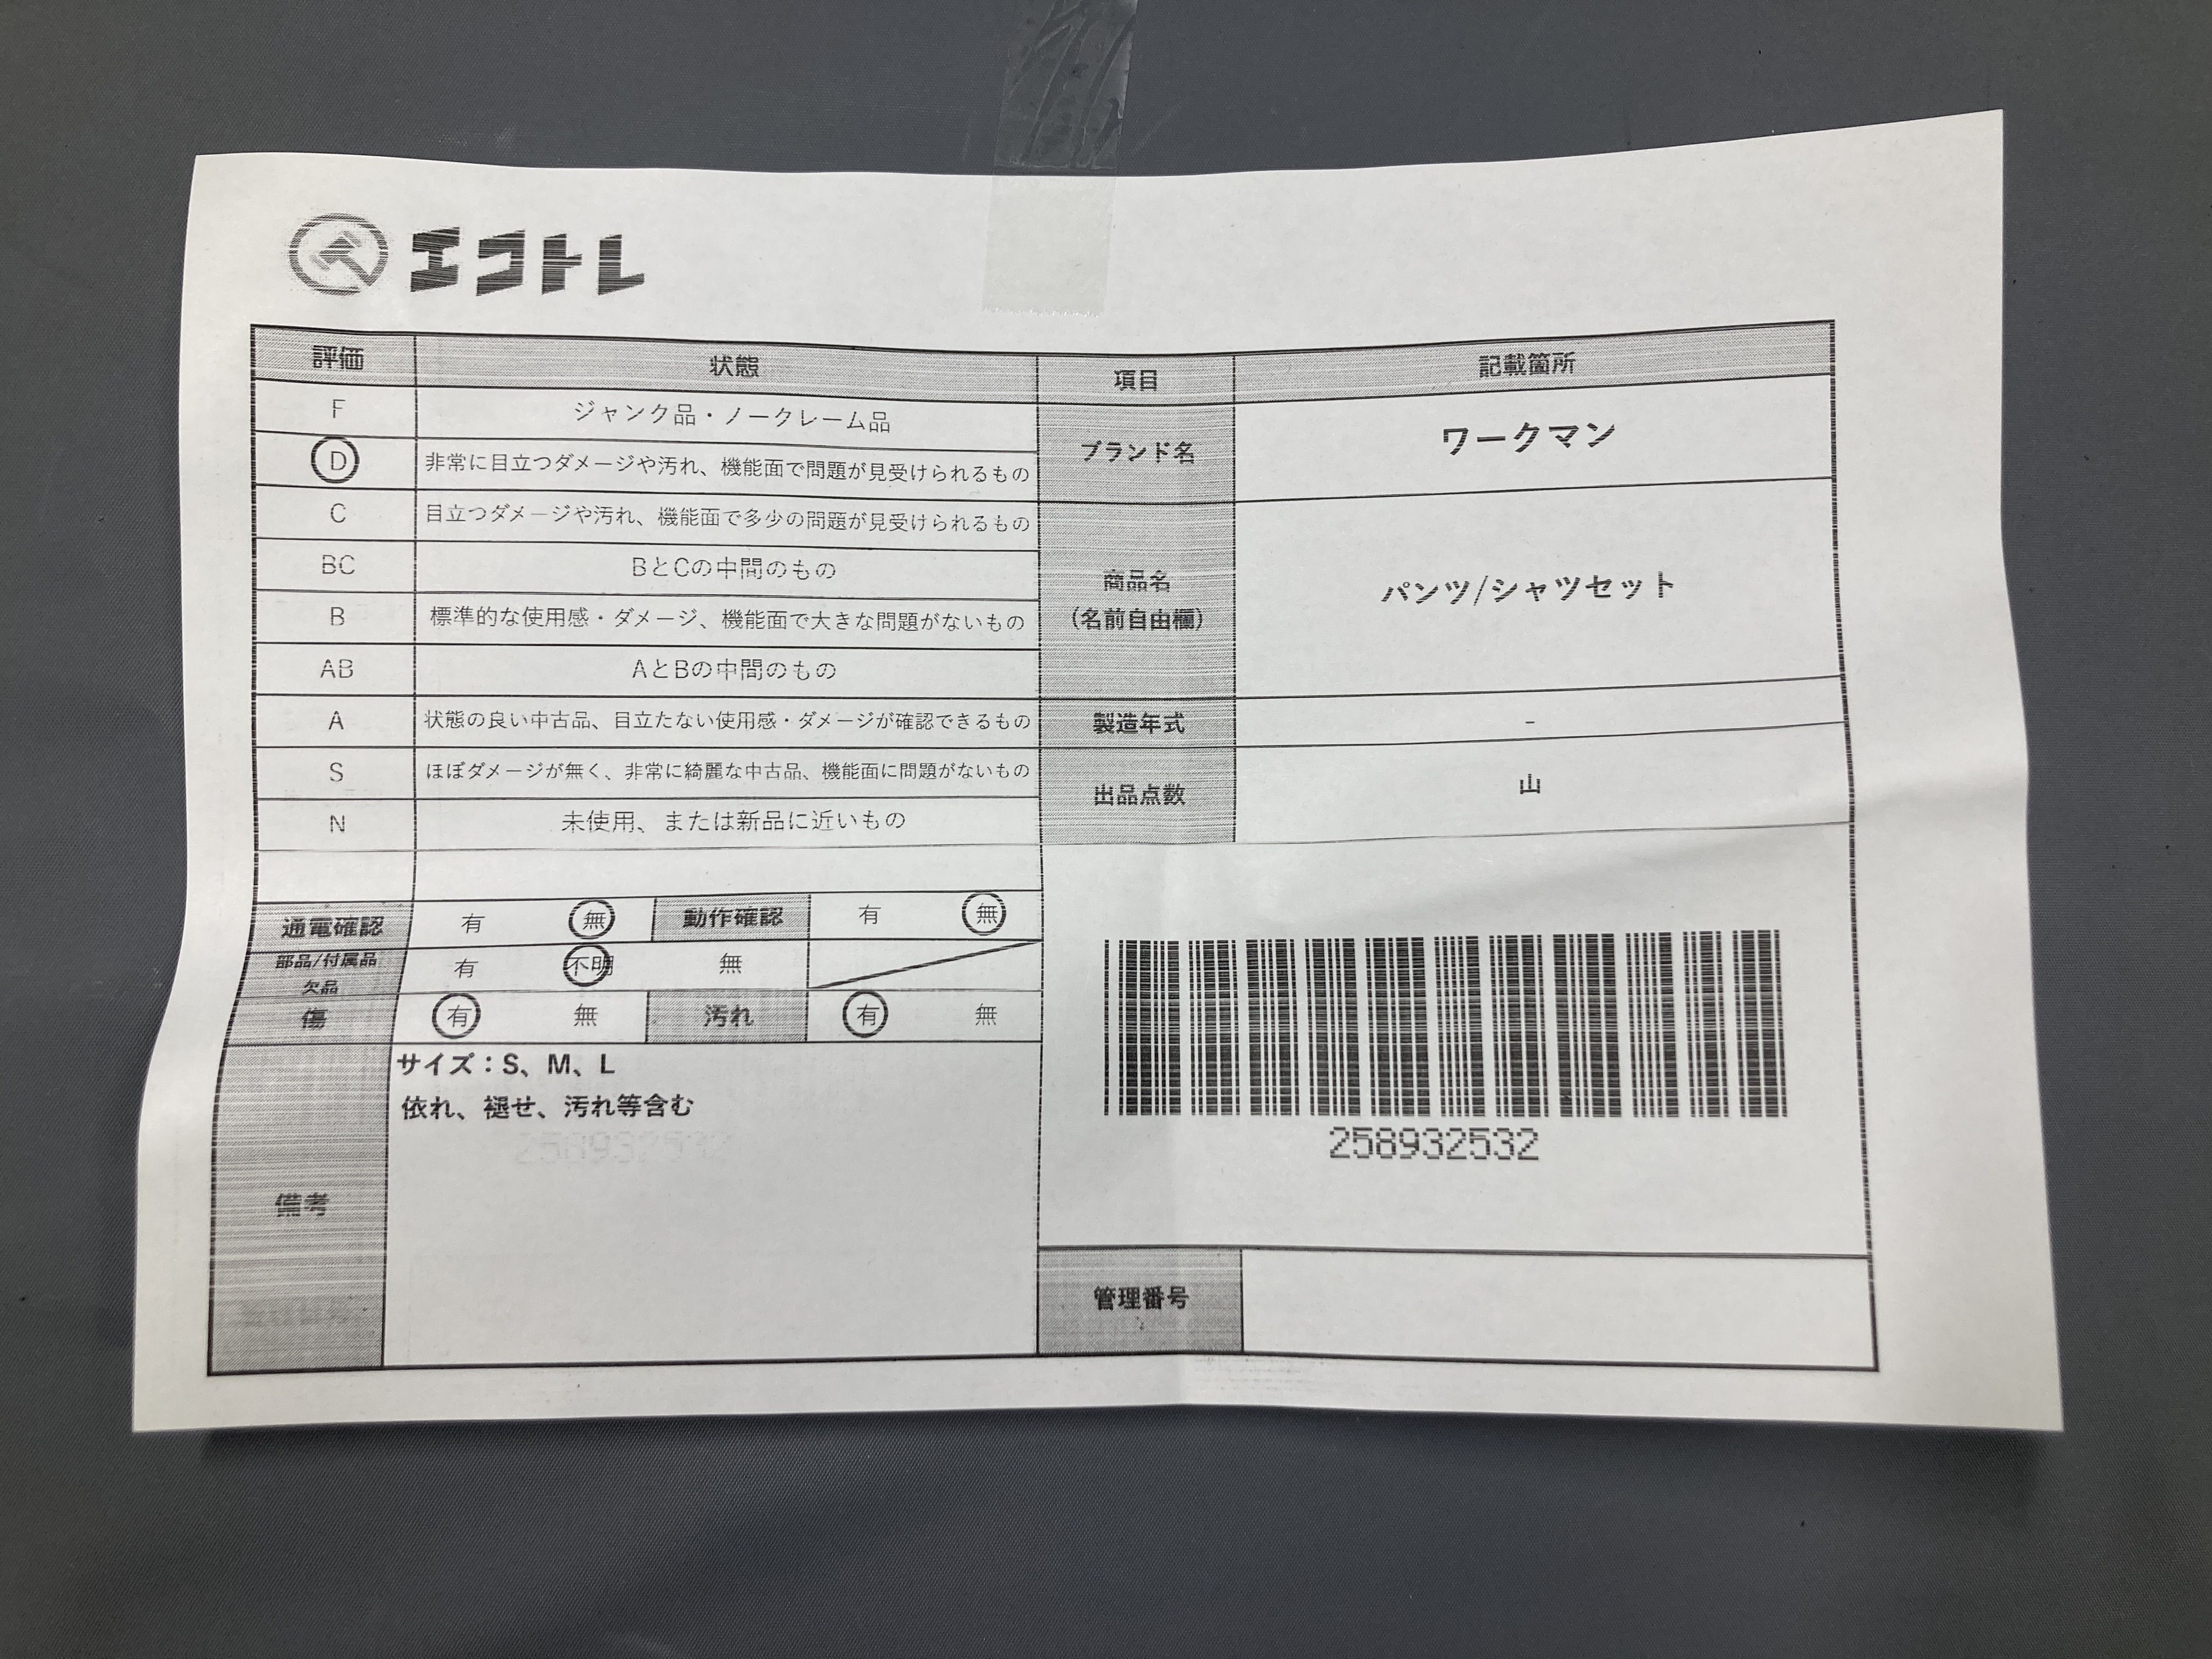 エコトレ
評価 状態 項目 記載箇所
F ジャンク品・ノークレーム品
D 非常に目立つダメージや汚れ、機能面で問題が見受けられるもの
C 目立つダメージや汚れ、機能面で多少の問題が見受けられるもの
BC BとCの中間のもの
B 標準的な使用感・ダメージ、機能面で大きな問題がないもの
AB AとBの中間のもの
A 状態の良い中古品、目立たない使用感・ダメージが確認できるもの
S ほぼダメージが無く、非常に綺麗な中古品、機能面に問題がないもの
N 未使用、または新品に近いもの
ブランド名 ワークマン
商品名
(名前自由欄)
パンツ/シャツセット
製造年式 -
出品点数 山
通電確認 有 無 動作確認 有 無
部品/付属品
欠品
有 不明 無
傷 有 無 汚れ 有 無
備考
サイズ：S、M、L
依れ、褪せ、汚れ等含む
258932532
管理番号